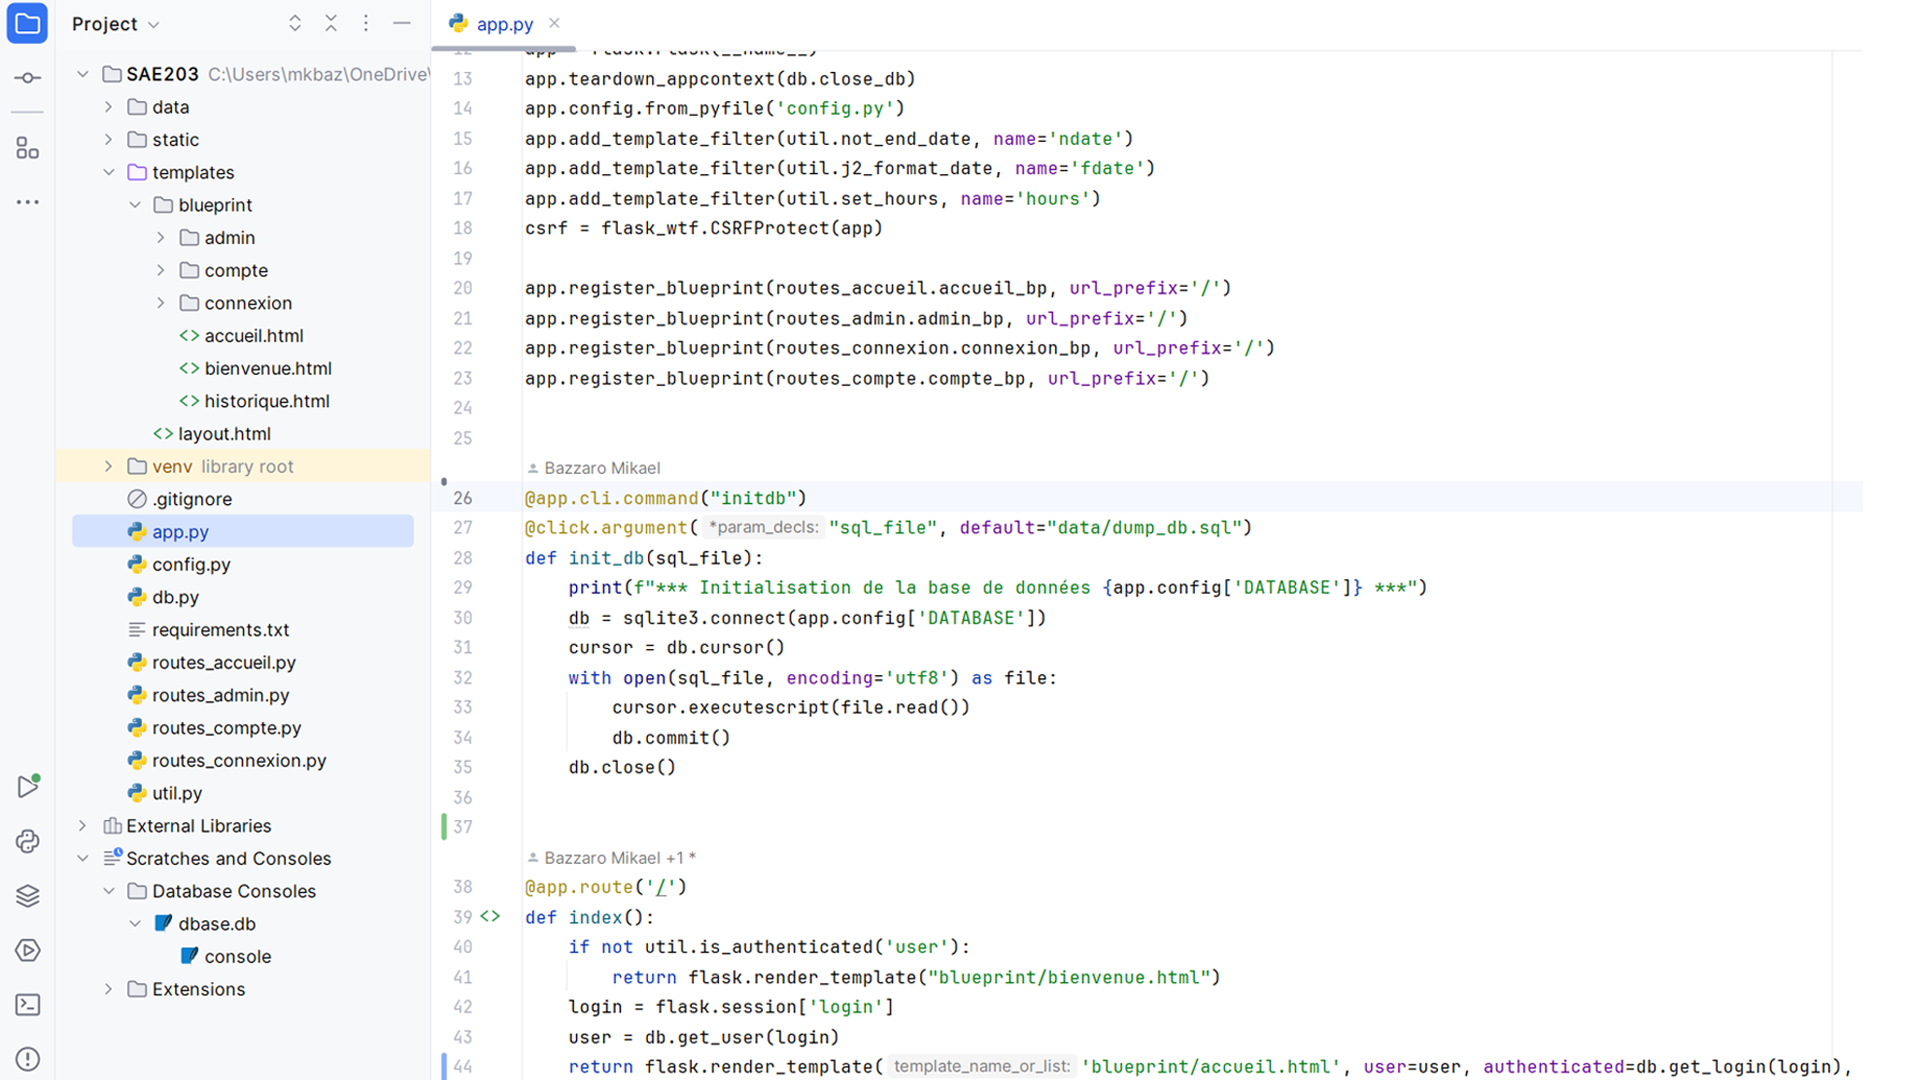 Project
SAE203 C:\Users\mkbaz\OneDrive\
data
static
templates
blueprint
admin
compte
connexion
accueil.html
bienvenue.html
historique.html
layout.html
venv library root
.gitignore
app.py
config.py
db.py
requirements.txt
routes_accueil.py
routes_admin.py
routes_compte.py
routes_connexion.py
util.py
External Libraries
Scratches and Consoles
Database Consoles
dbase.db
console
Extensions
app.py
12 app = flask.Flask(__name__)
13 app.teardown_appcontext(db.close_db)
14 app.config.from_pyfile('config.py')
15 app.add_template_filter(util.not_end_date, name='ndate')
16 app.add_template_filter(util.j2_format_date, name='fdate')
17 app.add_template_filter(util.set_hours, name='hours')
18 csrf = flask_wtf.CSRFProtect(app)
19
20 app.register_blueprint(routes_accueil.accueil_bp, url_prefix='/')
21 app.register_blueprint(routes_admin.admin_bp, url_prefix='/')
22 app.register_blueprint(routes_connexion.connexion_bp, url_prefix='/')
23 app.register_blueprint(routes_compte.compte_bp, url_prefix='/')
24
25
Bazzaro Mikael
26 @app.cli.command("initdb")
27 @click.argument( *param_decls: "sql_file", default="data/dump_db.sql")
28 def init_db(sql_file):
29 print(f"*** Initialisation de la base de données {app.config['DATABASE']} ***")
30 db = sqlite3.connect(app.config['DATABASE'])
31 cursor = db.cursor()
32 with open(sql_file, encoding='utf8') as file:
33 cursor.executescript(file.read())
34 db.commit()
35 db.close()
36
37
Bazzaro Mikael +1 *
38 @app.route('/')
39 <> def index():
40 if not util.is_authenticated('user'):
41 return flask.render_template("blueprint/bienvenue.html")
42 login = flask.session['login']
43 user = db.get_user(login)
44 return flask.render_template( template_name_or_list: 'blueprint/accueil.html', user=user, authenticated=db.get_login(login),